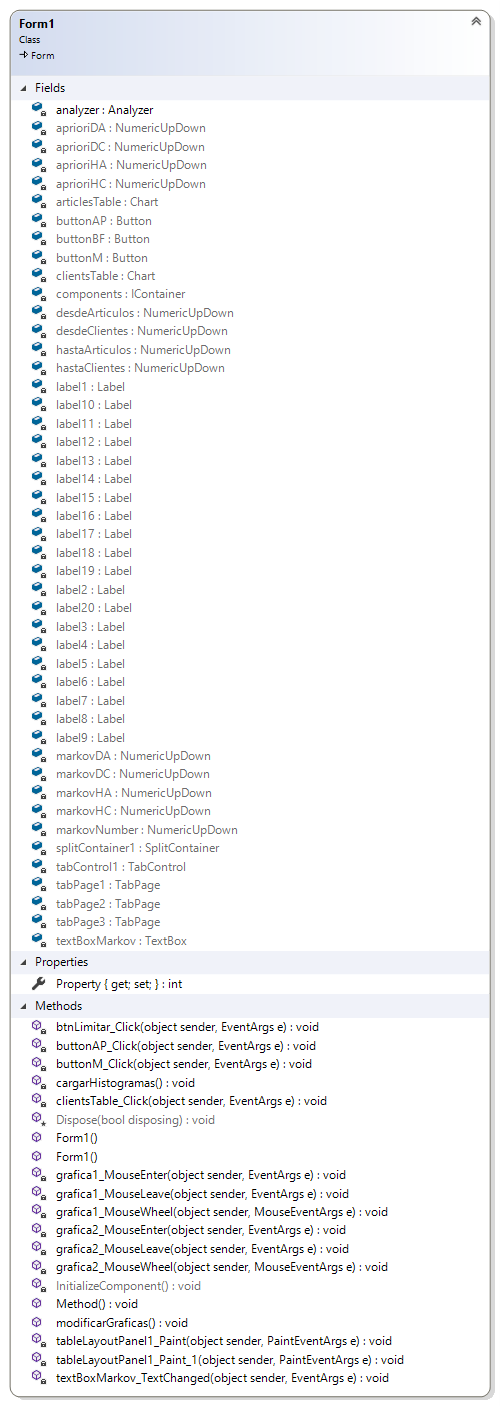 Form1
Class
Form
Fields
analyzer : Analyzer
aprioriDA : NumericUpDown
aprioriDC : NumericUpDown
aprioriHA : NumericUpDown
aprioriHC : NumericUpDown
articlesTable : Chart
buttonAP : Button
buttonBF : Button
buttonM : Button
clientsTable : Chart
components : IContainer
desdeArticulos : NumericUpDown
desdeClientes : NumericUpDown
hastaArticulos : NumericUpDown
hastaClientes : NumericUpDown
label1 : Label
label10 : Label
label11 : Label
label12 : Label
label13 : Label
label14 : Label
label15 : Label
label16 : Label
label17 : Label
label18 : Label
label19 : Label
label2 : Label
label20 : Label
label3 : Label
label4 : Label
label5 : Label
label6 : Label
label7 : Label
label8 : Label
label9 : Label
markovDA : NumericUpDown
markovDC : NumericUpDown
markovHA : NumericUpDown
markovHC : NumericUpDown
markovNumber : NumericUpDown
splitContainer1 : SplitContainer
tabControl1 : TabControl
tabPage1 : TabPage
tabPage2 : TabPage
tabPage3 : TabPage
textBoxMarkov : TextBox
Properties
Property { get; set; } : int
Methods
btnLimitar_Click(object sender, EventArgs e) : void
buttonAP_Click(object sender, EventArgs e) : void
buttonM_Click(object sender, EventArgs e) : void
cargarHistogramas() : void
clientsTable_Click(object sender, EventArgs e) : void
Dispose(bool disposing) : void
Form1()
Form1()
grafica1_MouseEnter(object sender, EventArgs e) : void
grafica1_MouseLeave(object sender, EventArgs e) : void
grafica1_MouseWheel(object sender, MouseEventArgs e) : void
grafica2_MouseEnter(object sender, EventArgs e) : void
grafica2_MouseLeave(object sender, EventArgs e) : void
grafica2_MouseWheel(object sender, MouseEventArgs e) : void
InitializeComponent() : void
Method() : void
modificarGraficas() : void
tableLayoutPanel1_Paint(object sender, PaintEventArgs e) : void
tableLayoutPanel1_Paint_1(object sender, PaintEventArgs e) : void
textBoxMarkov_TextChanged(object sender, EventArgs e) : void